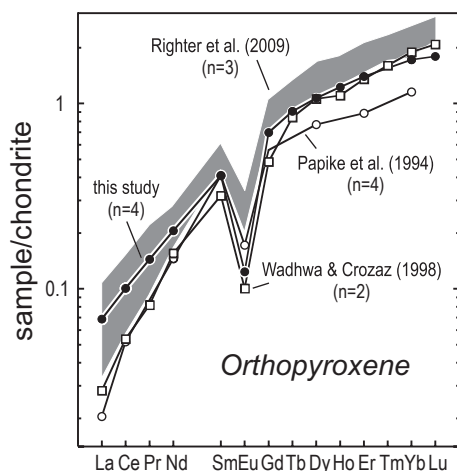 Righter et al. (2009)
(n=3)
1
this study
(n=4)
Papike et al. (1994)
(n=4)
sample/chondrite
0.1
Wadhwa & Crozaz (1998)
(n=2)
Orthopyroxene
La Ce Pr Nd Sm Eu Gd Tb Dy Ho Er Tm Yb Lu